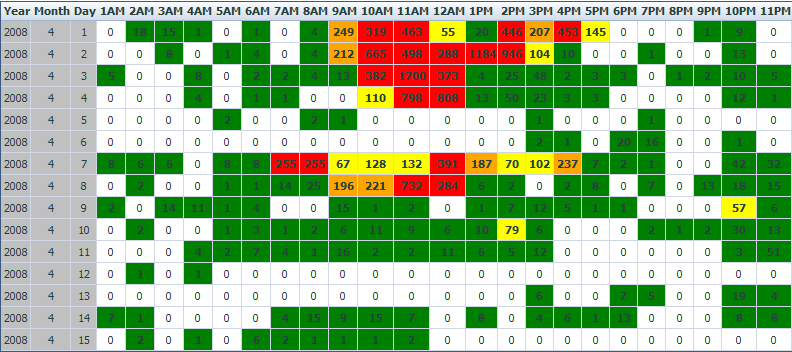 Year Month Day 1AM 2AM 3AM 4AM 5AM 6AM 7AM 8AM 9AM 10AM 11AM 12AM 1PM 2PM 3PM 4PM 5PM 6PM 7PM 8PM 9PM 10PM 11PM
2008 4 1 0 18 15 1 0 1 0 4 249 319 463 55 20 446 207 453 145 0 0 0 1 9 0
2008 4 2 0 0 8 0 1 4 0 4 212 665 498 288 1184 946 104 10 0 0 1 0 0 13 0
2008 4 3 5 0 0 8 0 2 2 4 13 382 1700 373 4 25 48 2 3 3 0 1 2 10 5
2008 4 4 0 0 0 4 0 1 1 0 0 110 798 808 13 50 23 3 3 0 0 0 0 12 1
2008 4 5 0 0 0 0 2 0 0 2 1 0 0 0 0 0 1 0 0 0 1 0 0 0 0
2008 4 6 0 0 0 0 0 0 0 0 0 0 0 0 0 0 2 1 0 20 16 0 0 1 0
2008 4 7 8 6 6 0 8 8 255 255 67 128 132 391 187 70 102 237 7 2 1 0 0 42 32
2008 4 8 0 2 0 0 1 1 14 25 196 221 732 284 6 2 0 2 8 0 7 0 13 18 15
2008 4 9 2 0 14 11 1 4 0 0 15 1 2 0 1 7 12 5 1 1 0 0 0 57 6
2008 4 10 0 2 0 0 1 3 1 2 6 11 9 6 10 79 2 0 0 0 2 1 2 30 13
2008 4 11 0 0 0 4 2 7 4 1 16 2 2 11 6 5 12 0 0 0 0 0 0 3 51
2008 4 12 0 1 0 1 0 0 0 0 0 0 0 0 0 0 0 0 0 0 0 0 0 0 0
2008 4 13 0 0 0 0 0 0 0 0 0 0 0 0 0 0 6 0 0 7 5 0 0 19 4
2008 4 14 7 1 0 0 0 0 4 15 9 15 7 0 8 0 4 6 1 13 0 0 0 8 8
2008 4 15 0 2 0 1 0 6 2 1 1 1 2 0 0 0 0 0 0 0 0 0 0 0 0